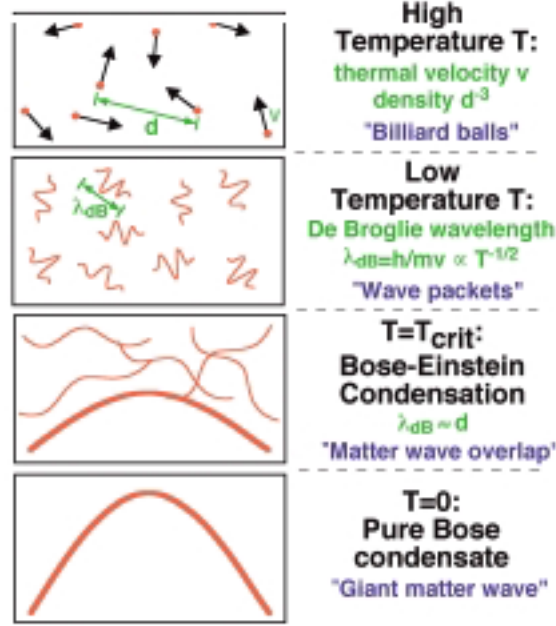 High
Temperature T:
thermal velocity v
density d⁻³
"Billiard balls"
d
v
Low
Temperature T:
De Broglie wavelength
λdB=h/mv ∝ T⁻¹/²
"Wave packets"
λdB
T=Tcrit:
Bose-Einstein
Condensation
λdB ~ d
"Matter wave overlap"
T=0:
Pure Bose
condensate
"Giant matter wave"